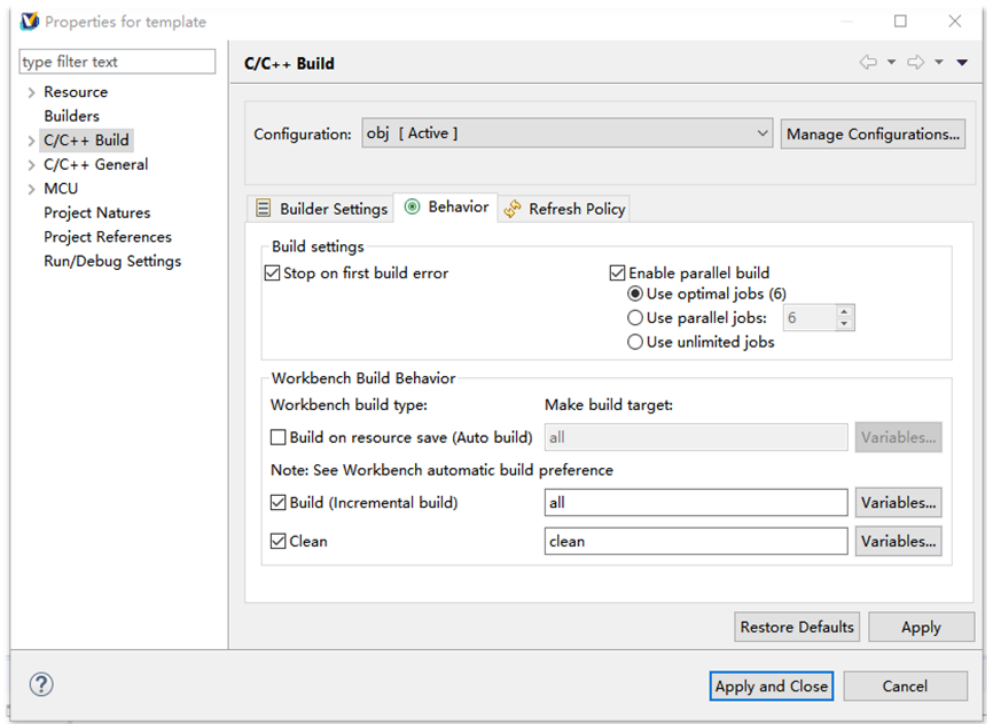 Properties for template
type filter text
Resource
Builders
C/C++ Build
C/C++ General
MCU
Project Natures
Project References
Run/Debug Settings
C/C++ Build
Configuration: obj [ Active ] Manage Configurations...
Builder Settings Behavior Refresh Policy
Build settings
Stop on first build error Enable parallel build
Use optimal jobs (6)
Use parallel jobs: 6
Use unlimited jobs
Workbench Build Behavior
Workbench build type: Make build target:
Build on resource save (Auto build) all Variables...
Note: See Workbench automatic build preference
Build (Incremental build) all Variables...
Clean clean Variables...
Restore Defaults Apply
? Apply and Close Cancel